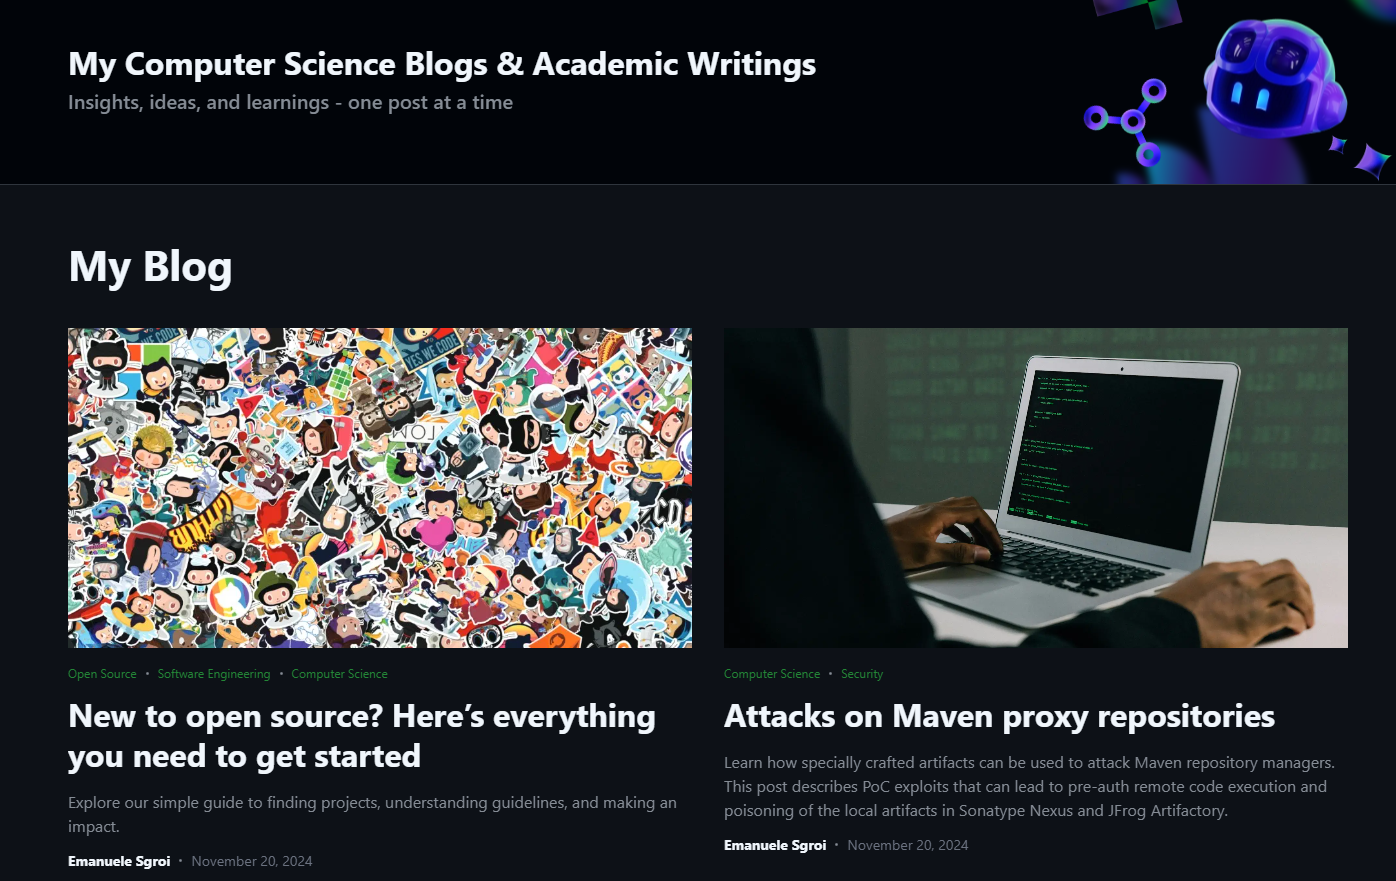 My Computer Science Blogs & Academic Writings
Insights, ideas, and learnings - one post at a time
My Blog
YES WE CODE
Open Source • Software Engineering • Computer Science
New to open source? Here’s everything
you need to get started
Explore our simple guide to finding projects, understanding guidelines, and making an
impact.
Emanuele Sgroi • November 20, 2024
Computer Science • Security
Attacks on Maven proxy repositories
Learn how specially crafted artifacts can be used to attack Maven repository managers.
This post describes PoC exploits that can lead to pre-auth remote code execution and
poisoning of the local artifacts in Sonatype Nexus and JFrog Artifactory.
Emanuele Sgroi • November 20, 2024